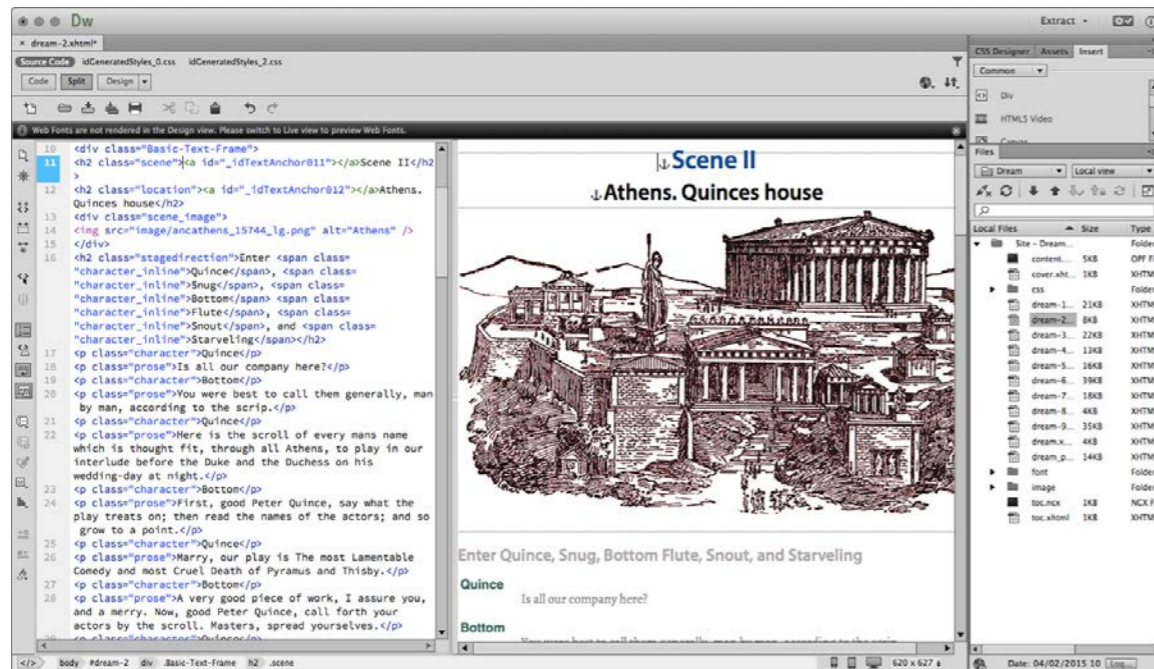 Dw
Extract
× dream-2.xhtml*
Source Code idGeneratedStyles_0.css idGeneratedStyles_2.css
Code Split Design
Web Fonts are not rendered in the Design view. Please switch to Live view to preview Web Fonts.
10 <div class="Basic-Text-Frame">
11 <h2 class="scene"><a id="_idTextAnchor011"></a>Scene II</h2
>
12 <h2 class="location"><a id="_idTextAnchor012"></a>Athens.
Quinces house</h2>
13 <div class="scene_image">
14 <img src="image/ancathens_15744_lg.png" alt="Athens" />
15 </div>
16 <h2 class="stagedirection">Enter <span class=
"character_inline">Quince</span>, <span class=
"character_inline">Snug</span>, <span class=
"character_inline">Bottom</span> <span class=
"character_inline">Flute</span>, <span class=
"character_inline">Snout</span>, and <span class=
"character_inline">Starveling</span></h2>
17 <p class="character">Quince</p>
18 <p class="prose">Is all our company here?</p>
19 <p class="character">Bottom</p>
20 <p class="prose">You were best to call them generally, man
by man, according to the scrip.</p>
21 <p class="character">Quince</p>
22 <p class="prose">Here is the scroll of every mans name
which is thought fit, through all Athens, to play in our
interlude before the Duke and the Duchess on his
wedding-day at night.</p>
23 <p class="character">Bottom</p>
24 <p class="prose">First, good Peter Quince, say what the
play treats on; then read the names of the actors; and so
grow to a point.</p>
25 <p class="character">Quince</p>
26 <p class="prose">Marry, our play is The most Lamentable
Comedy and most Cruel Death of Pyramus and Thisby.</p>
27 <p class="character">Bottom</p>
28 <p class="prose">A very good piece of work, I assure you,
and a merry. Now, good Peter Quince, call forth your
actors by the scroll. Masters, spread yourselves.</p>
29 <p class="character">Quince</p>
Scene II
Athens. Quinces house
Enter Quince, Snug, Bottom Flute, Snout, and Starveling
Quince
Is all our company here?
Bottom
You were best to call them generally, man by man, according to the scrip.
</> body #dream-2 div .Basic-Text-Frame h2 .scene
620 x 627
CSS Designer Assets Insert
Common
Div
HTML5 Video
Canvas
Files
Dream Local view
Local Files Size Type
Site - Dream... Folder
content.... 5KB OPF Fi
cover.xht... 1KB XHTM
css Folder
dream-1... 21KB XHTM
dream-2... 8KB XHTM
dream-3... 22KB XHTM
dream-4... 13KB XHTM
dream-5... 16KB XHTM
dream-6... 39KB XHTM
dream-7... 18KB XHTM
dream-8... 4KB XHTM
dream-9... 35KB XHTM
dream.x... 4KB XHTM
dream_p... 14KB XHTM
font Folder
image Folder
toc.ncx 1KB NCX F
toc.xhtml 1KB XHTM
Date: 04/02/2015 10 Log...